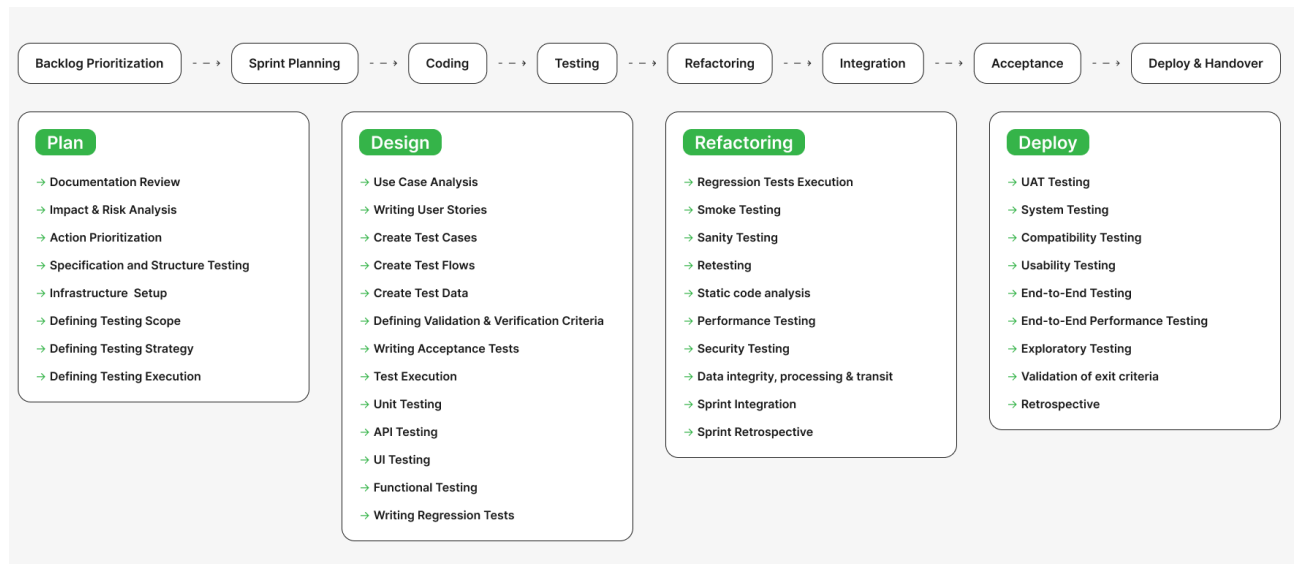 Backlog Prioritization
Sprint Planning
Coding
Testing
Refactoring
Integration
Acceptance
Deploy & Handover
Plan
Documentation Review
Impact & Risk Analysis
Action Prioritization
Specification and Structure Testing
Infrastructure Setup
Defining Testing Scope
Defining Testing Strategy
Defining Testing Execution
Design
Use Case Analysis
Writing User Stories
Create Test Cases
Create Test Flows
Create Test Data
Defining Validation & Verification Criteria
Writing Acceptance Tests
Test Execution
Unit Testing
API Testing
UI Testing
Functional Testing
Writing Regression Tests
Refactoring
Regression Tests Execution
Smoke Testing
Sanity Testing
Retesting
Static code analysis
Performance Testing
Security Testing
Data integrity, processing & transit
Sprint Integration
Sprint Retrospective
Deploy
UAT Testing
System Testing
Compatibility Testing
Usability Testing
End-to-End Testing
End-to-End Performance Testing
Exploratory Testing
Validation of exit criteria
Retrospective